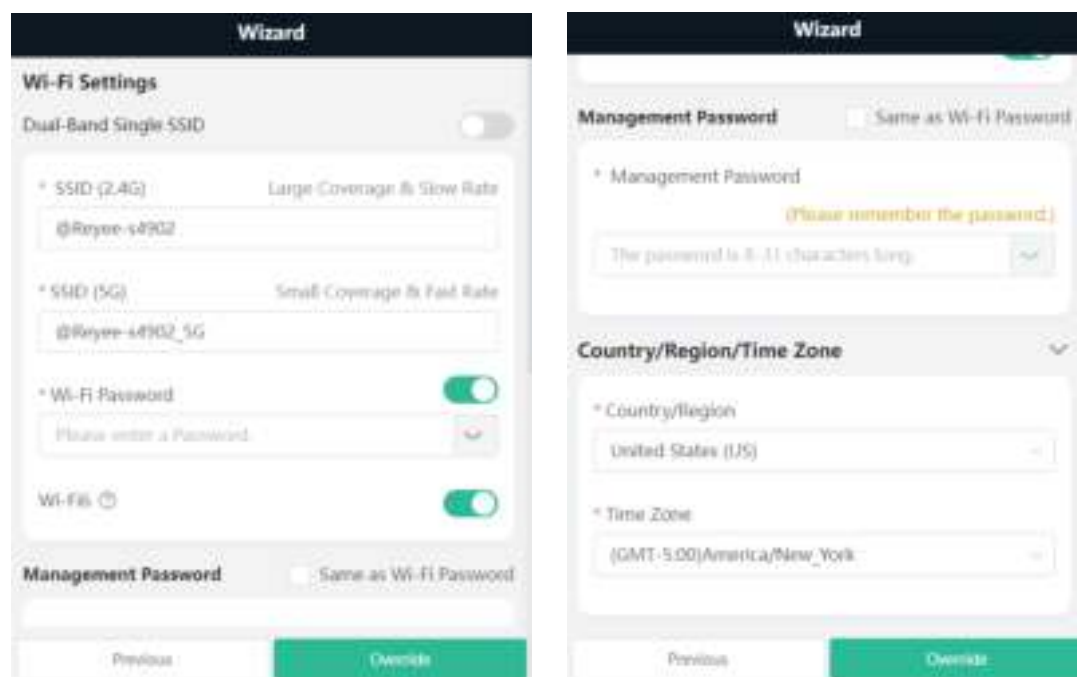 Wizard
Wi-Fi Settings
Dual-Band Single SSID
* SSID (2.4G) Large Coverage & Slow Rate
@Reyee-s4902
* SSID (5G) Small Coverage & Fast Rate
@Reyee-s4902_5G
* Wi-Fi Password
Please enter a Password.
Wi-Fi6
Management Password Same as Wi-Fi Password
Previous Override
Wizard
Management Password Same as Wi-Fi Password
* Management Password
(Please remember the password.)
The password is 8-31 characters long.
Country/Region/Time Zone
* Country/Region
United States (US)
* Time Zone
(GMT-5:00)America/New_York
Previous Override